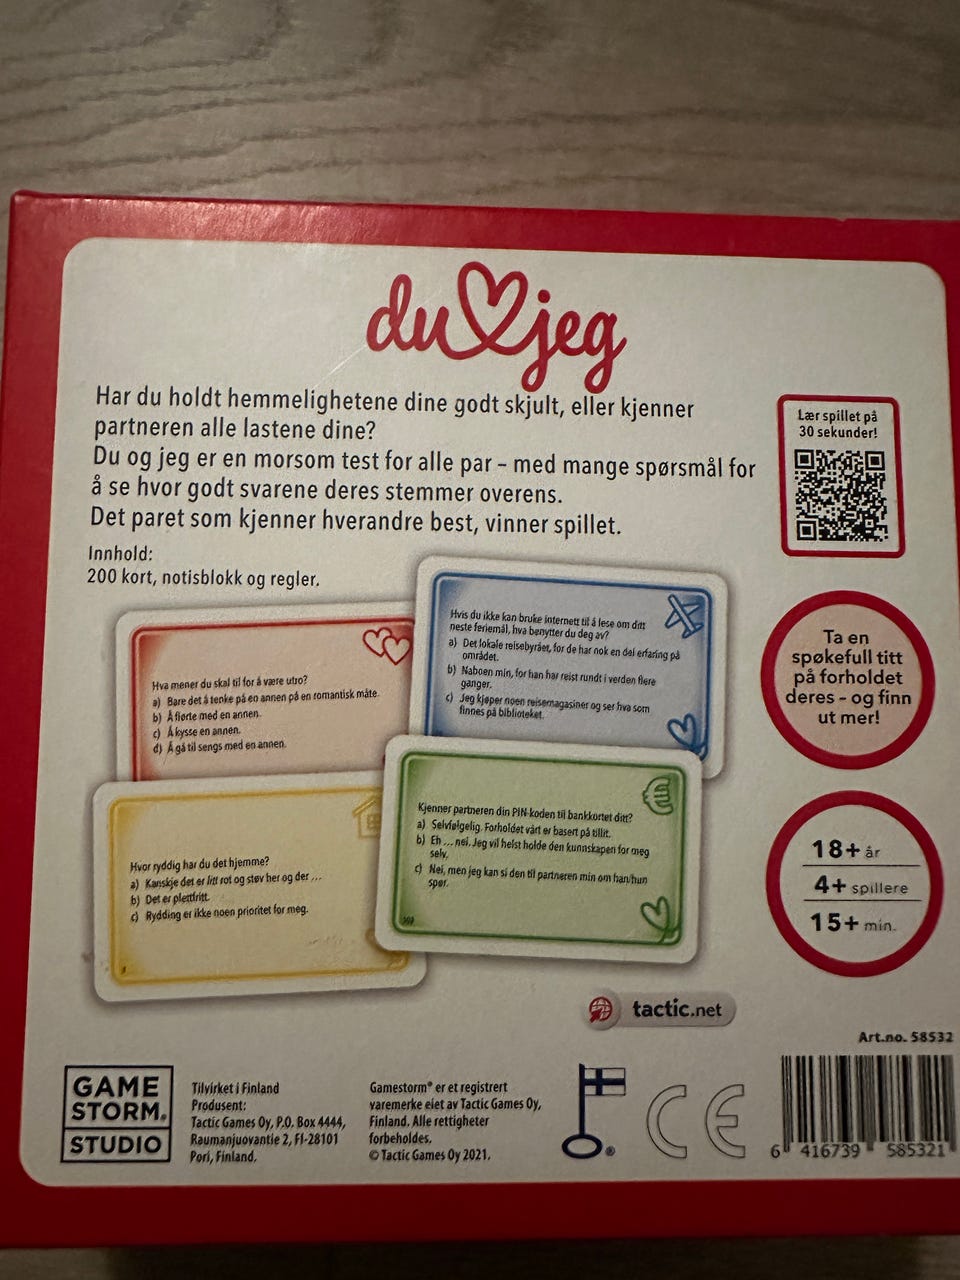 du jeg
Har du holdt hemmelighetene dine godt skjult, eller kjenner
partneren alle lastene dine?
Du og jeg er en morsom test for alle par – med mange spørsmål for
å se hvor godt svarene deres stemmer overens.
Det paret som kjenner hverandre best, vinner spillet.
Innhold:
200 kort, notisblokk og regler.
Lær spillet på
30 sekunder!
Hva mener du skal til for å være utro?
a) Bare det å tenke på en annen på en romantisk måte.
b) Å flørte med en annen.
c) Å kysse en annen.
d) Å gå til sengs med en annen.
Hvis du ikke kan bruke internett til å lese om ditt
neste feriemål, hva benytter du deg av?
a) Det lokale reisebyrået, for de har nok en del erfaring på
området.
b) Naboen min, for han har reist rundt i verden flere
ganger.
c) Jeg kjøper noen reisemagasiner og ser hva som
finnes på biblioteket.
Hvor ryddig har du det hjemme?
a) Kanskje det er litt rot og støv her og der ...
b) Det er plettfritt.
c) Rydding er ikke noen prioritet for meg.
Kjenner partneren din PIN-koden til bankkortet ditt?
a) Selvfølgelig. Forholdet vårt er basert på tillit.
b) Eh ... nei. Jeg vil helst holde den kunnskapen for meg
selv.
c) Nei, men jeg kan si den til partneren min om han/hun
spør.
Ta en
spøkefull titt
på forholdet
deres – og finn
ut mer!
18+ år
4+ spillere
15+ min.
tactic.net
Art.no. 58532
GAME
STORM®
STUDIO
Tilvirket i Finland
Produsent:
Tactic Games Oy, P.O. Box 4444,
Raumanjuovantie 2, FI-28101
Pori, Finland.
Gamestorm® er et registrert
varemerke eiet av Tactic Games Oy,
Finland. Alle rettigheter
forbeholdes.
© Tactic Games Oy 2021.
®
CE
6 416739 585321